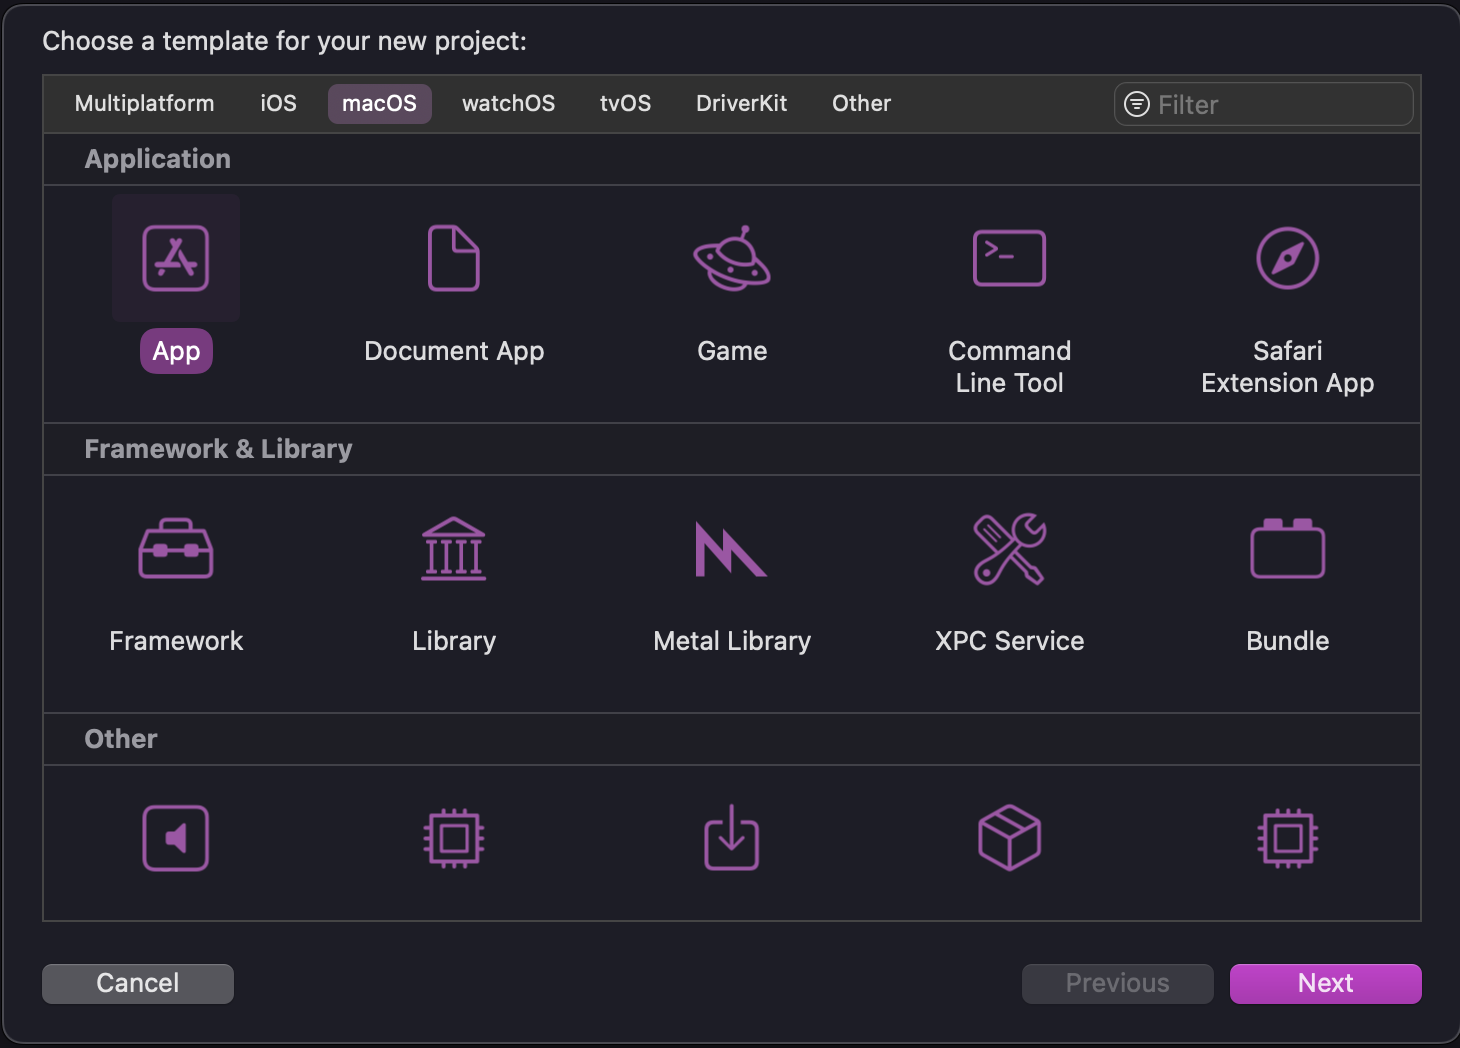 Choose a template for your new project:
Multiplatform iOS macOS watchOS tvOS DriverKit Other Filter
Application
App
Document App
Game
Command
Line Tool
Safari
Extension App
Framework & Library
Framework
Library
Metal Library
XPC Service
Bundle
Other
Cancel
Previous
Next